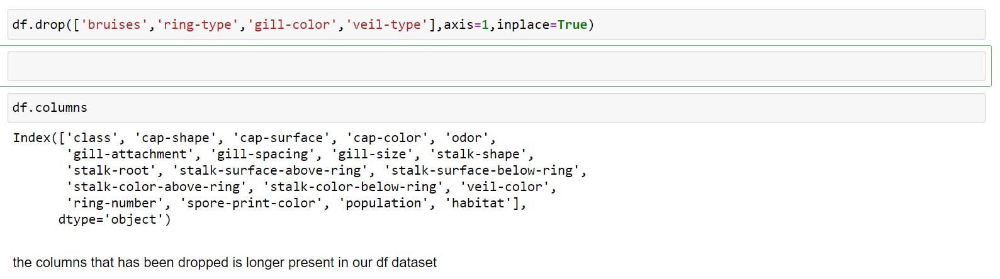 df.drop(['bruises','ring-type','gill-color','veil-type'],axis=1,inplace=True)
df.columns
Index(['class', 'cap-shape', 'cap-surface', 'cap-color', 'odor',
'gill-attachment', 'gill-spacing', 'gill-size', 'stalk-shape',
'stalk-root', 'stalk-surface-above-ring', 'stalk-surface-below-ring',
'stalk-color-above-ring', 'stalk-color-below-ring', 'veil-color',
'ring-number', 'spore-print-color', 'population', 'habitat'],
dtype='object')
the columns that has been dropped is longer present in our df dataset